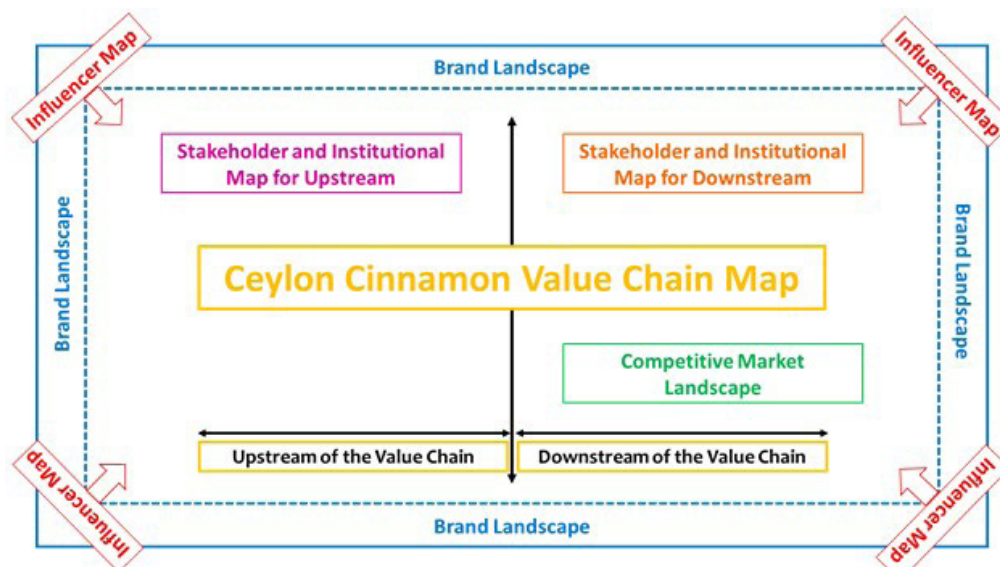 Influencer Map
Brand Landscape
Influencer Map
Stakeholder and Institutional
Map for Upstream
Stakeholder and Institutional
Map for Downstream
Brand Landscape
Brand Landscape
Ceylon Cinnamon Value Chain Map
Competitive Market
Landscape
Upstream of the Value Chain
Downstream of the Value Chain
Influencer Map
Influencer Map
Brand Landscape